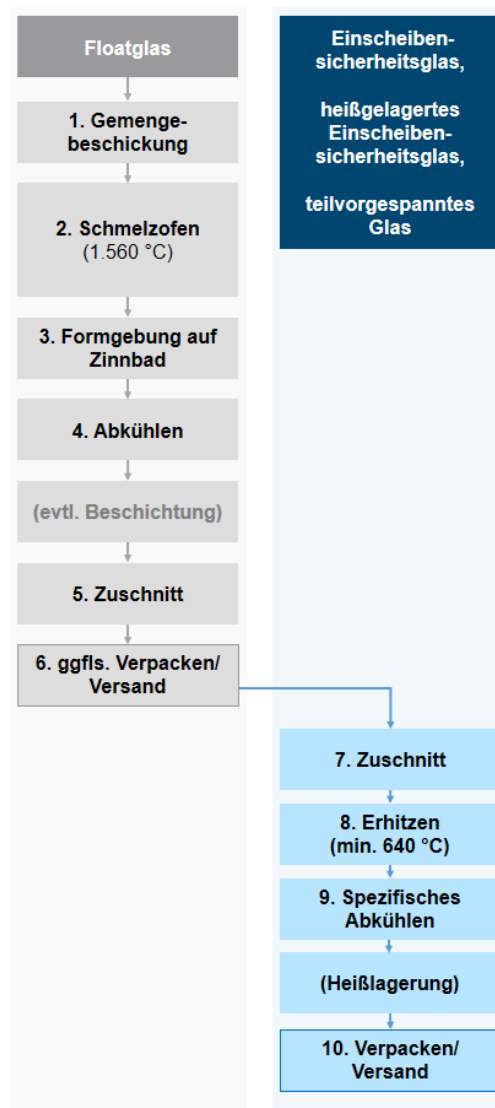 Floatglas
1. Gemenge-
beschickung
2. Schmelzofen
(1.560 °C)
3. Formgebung auf
Zinnbad
4. Abkühlen
(evtl. Beschichtung)
5. Zuschnitt
6. ggfls. Verpacken/
Versand
Einscheiben-
sicherheitsglas,
heißgelagertes
Einscheiben-
sicherheitsglas,
teilvorgespanntes
Glas
7. Zuschnitt
8. Erhitzen
(min. 640 °C)
9. Spezifisches
Abkühlen
(Heißlagerung)
10. Verpacken/
Versand